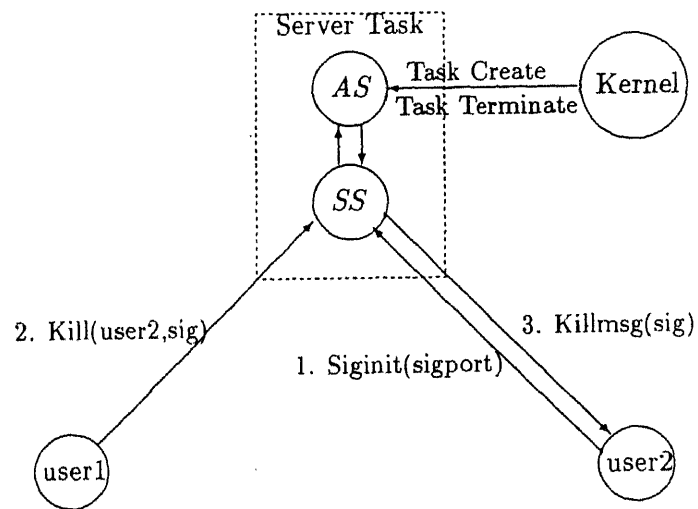 Server Task
AS
Task Create
Task Terminate
Kernel
SS
2. Kill(user2,sig)
3. Killmsg(sig)
1. Siginit(sigport)
user1
user2